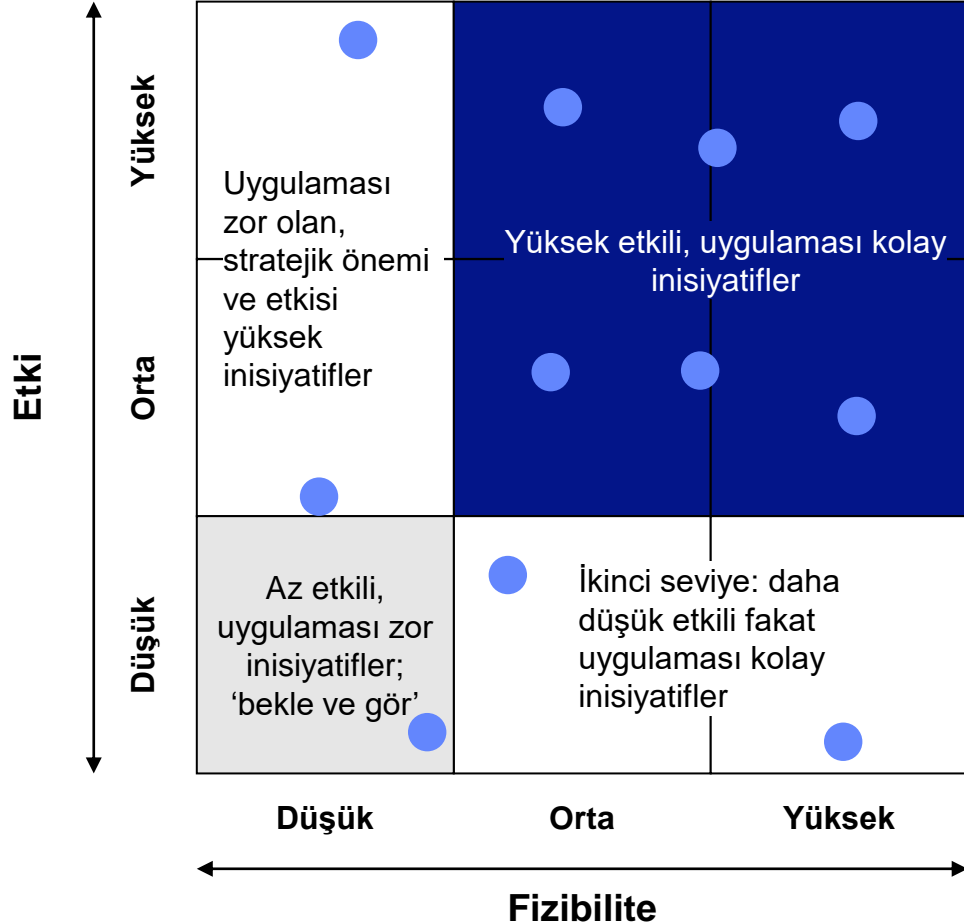 Etki
Yüksek
Orta
Düşük
Uygulaması
zor olan,
stratejik önemi
ve etkisi
yüksek
inisiyatifler
Yüksek etkili, uygulaması kolay
inisiyatifler
Az etkili,
uygulaması zor
inisiyatifler;
‘bekle ve gör’
İkinci seviye: daha
düşük etkili fakat
uygulaması kolay
inisiyatifler
Düşük
Orta
Yüksek
Fizibilite